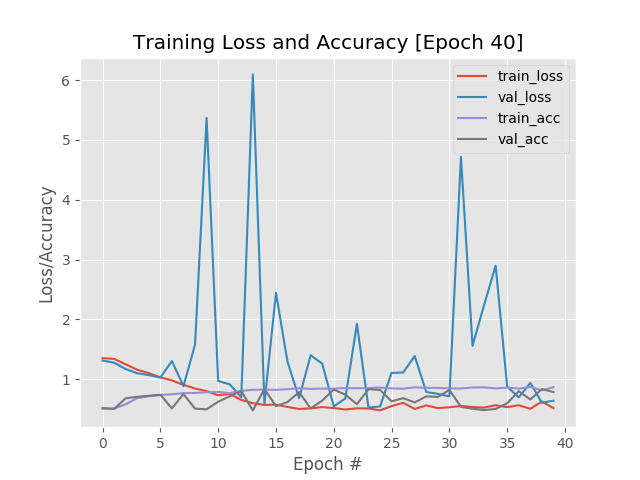 Training Loss and Accuracy [Epoch 40]
train_loss
val_loss
train_acc
val_acc
6
5
4
3
2
1
Loss/Accuracy
0 5 10 15 20 25 30 35 40
Epoch #